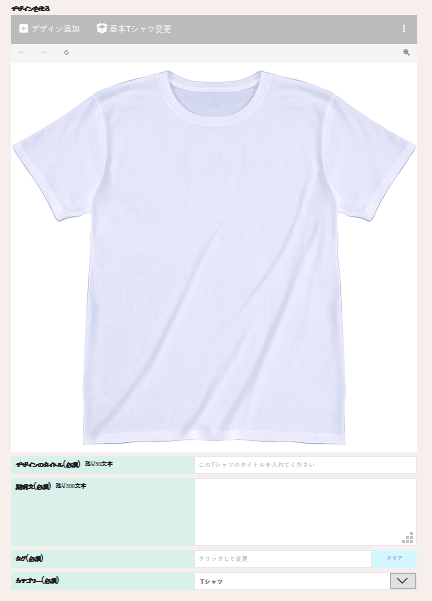 デザインを作る
デザイン追加
基本Tシャツ変更
デザインのタイトル(必須) 残り30文字
このTシャツのタイトルを入れてください
説明文(必須) 残り300文字
タグ(必須)
クリックして変更
クリア
カテゴリー(必須)
Tシャツ